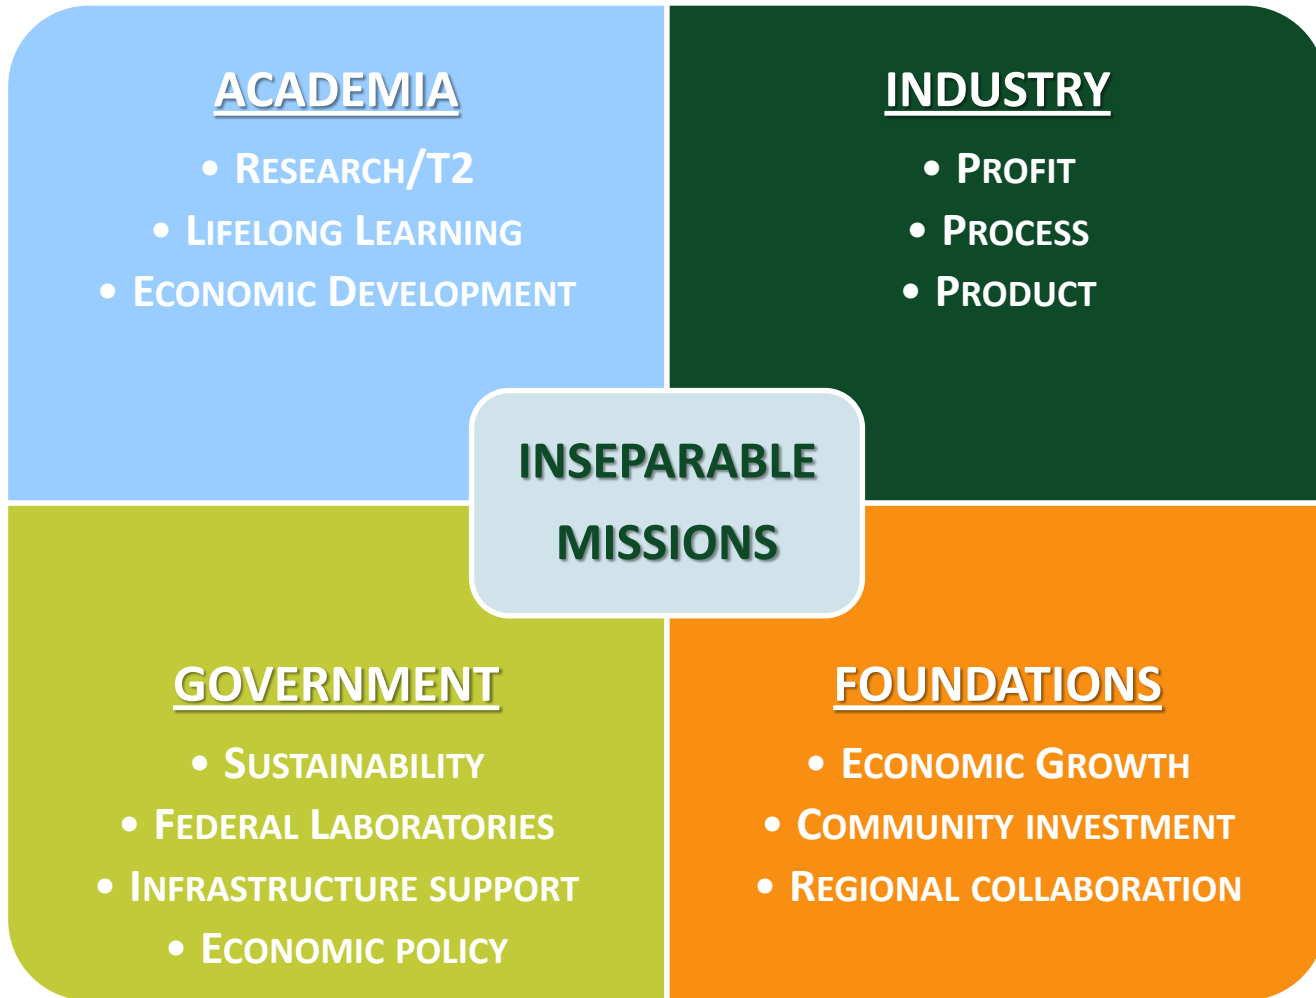 ACADEMIA
• RESEARCH/T2
• LIFELONG LEARNING
• ECONOMIC DEVELOPMENT
INDUSTRY
• PROFIT
• PROCESS
• PRODUCT
INSEPARABLE
MISSIONS
GOVERNMENT
• SUSTAINABILITY
• FEDERAL LABORATORIES
• INFRASTRUCTURE SUPPORT
• ECONOMIC POLICY
FOUNDATIONS
• ECONOMIC GROWTH
• COMMUNITY INVESTMENT
• REGIONAL COLLABORATION